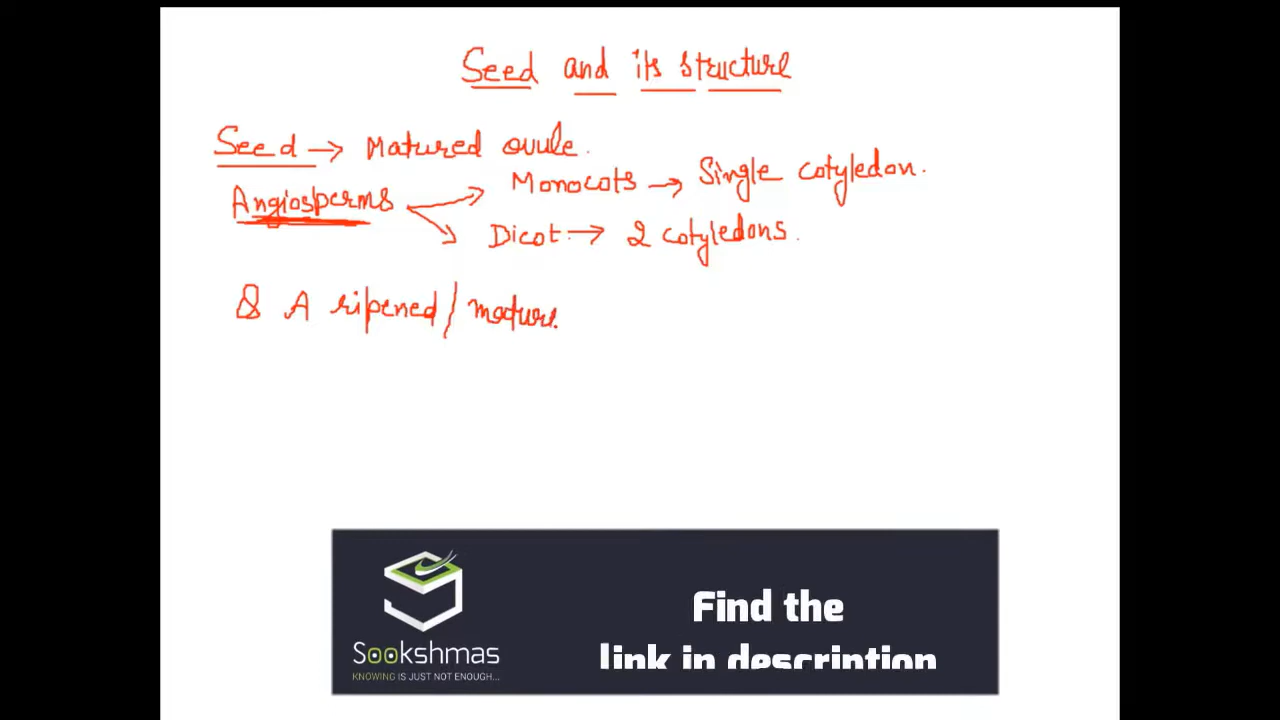 Seed and its structure
Seed → Matured ovule.
Angiosperms
Monocots → Single cotyledon.
Dicot → 2 cotyledons.
& A ripened / mature
Find the
link in description
Sookshmas
KNOWING IS JUST NOT ENOUGH...